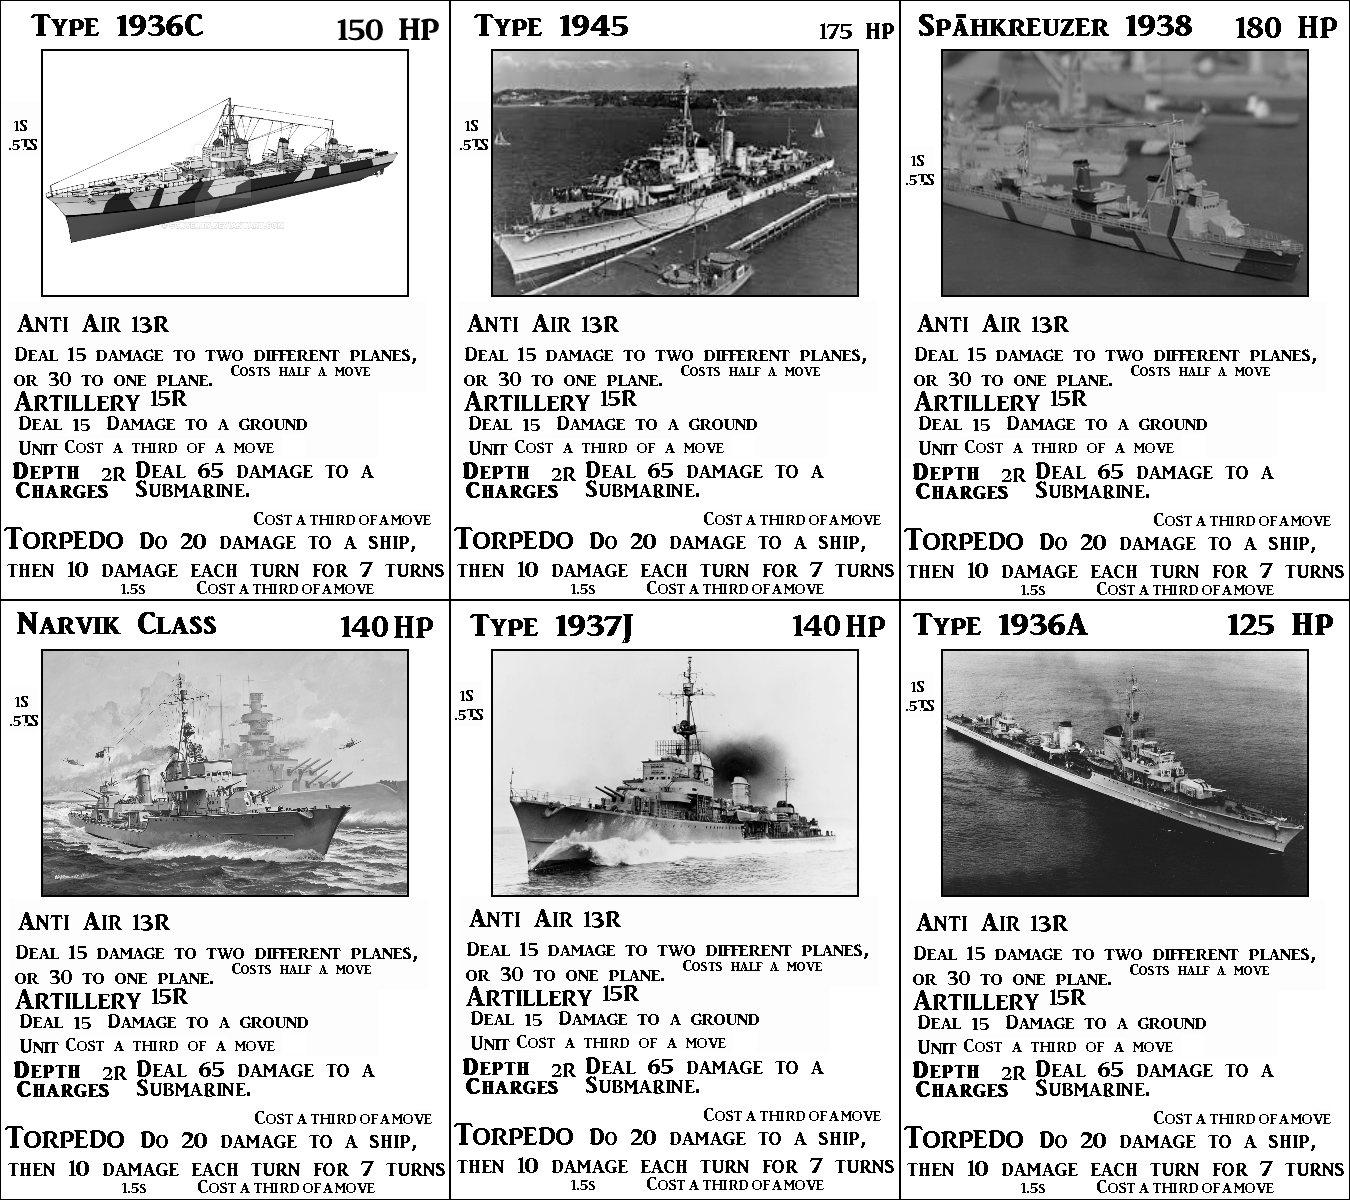 Type 1936C 150 HP
1S
.5TS
Anti Air 13R
Deal 15 damage to two different planes,
or 30 to one plane. Costs half a move
Artillery 15R
Deal 15 Damage to a ground
Unit Cost a third of a move
Depth 2R Deal 65 damage to a
Charges Submarine.
Cost a third of a move
Torpedo Do 20 damage to a ship,
then 10 damage each turn for 7 turns
1.5s Cost a third of a move
Type 1945 175 HP
1S
.5TS
Anti Air 13R
Deal 15 damage to two different planes,
or 30 to one plane. Costs half a move
Artillery 15R
Deal 15 Damage to a ground
Unit Cost a third of a move
Depth 2R Deal 65 damage to a
Charges Submarine.
Cost a third of a move
Torpedo Do 20 damage to a ship,
then 10 damage each turn for 7 turns
1.5s Cost a third of a move
Spähkreuzer 1938 180 HP
1S
.5TS
Anti Air 13R
Deal 15 damage to two different planes,
or 30 to one plane. Costs half a move
Artillery 15R
Deal 15 Damage to a ground
Unit Cost a third of a move
Depth 2R Deal 65 damage to a
Charges Submarine.
Cost a third of a move
Torpedo Do 20 damage to a ship,
then 10 damage each turn for 7 turns
1.5s Cost a third of a move
Narvik Class 140 HP
1S
.5TS
Anti Air 13R
Deal 15 damage to two different planes,
or 30 to one plane. Costs half a move
Artillery 15R
Deal 15 Damage to a ground
Unit Cost a third of a move
Depth 2R Deal 65 damage to a
Charges Submarine.
Cost a third of a move
Torpedo Do 20 damage to a ship,
then 10 damage each turn for 7 turns
1.5s Cost a third of a move
Type 1937J 140 HP
1S
.5TS
Anti Air 13R
Deal 15 damage to two different planes,
or 30 to one plane. Costs half a move
Artillery 15R
Deal 15 Damage to a ground
Unit Cost a third of a move
Depth 2R Deal 65 damage to a
Charges Submarine.
Cost a third of a move
Torpedo Do 20 damage to a ship,
then 10 damage each turn for 7 turns
1.5s Cost a third of a move
Type 1936A 125 HP
1S
.5TS
Anti Air 13R
Deal 15 damage to two different planes,
or 30 to one plane. Costs half a move
Artillery 15R
Deal 15 Damage to a ground
Unit Cost a third of a move
Depth 2R Deal 65 damage to a
Charges Submarine.
Cost a third of a move
Torpedo Do 20 damage to a ship,
then 10 damage each turn for 7 turns
1.5s Cost a third of a move